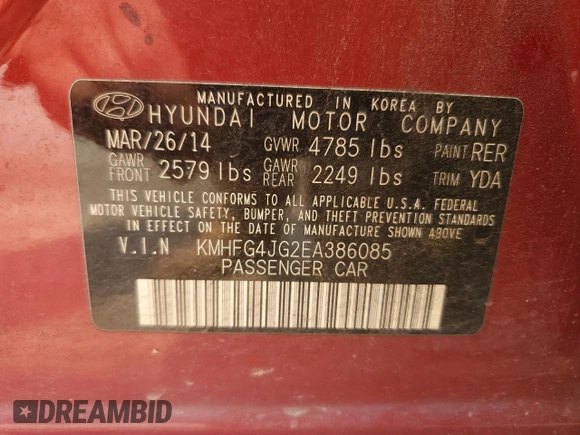 MANUFACTURED IN KOREA BY
HYUNDAI MOTOR COMPANY
MAR/26/14 GVWR 4785 lbs PAINT RER
GAWR FRONT 2579 lbs GAWR REAR 2249 lbs TRIM YDA
THIS VEHICLE CONFORMS TO ALL APPLICABLE U.S.A. FEDERAL
MOTOR VEHICLE SAFETY, BUMPER, AND THEFT PREVENTION STANDARDS
IN EFFECT ON THE DATE OF MANUFACTURE SHOWN ABOVE.
V.I.N KMHFG4JG2EA386085
PASSENGER CAR
DREAMBID